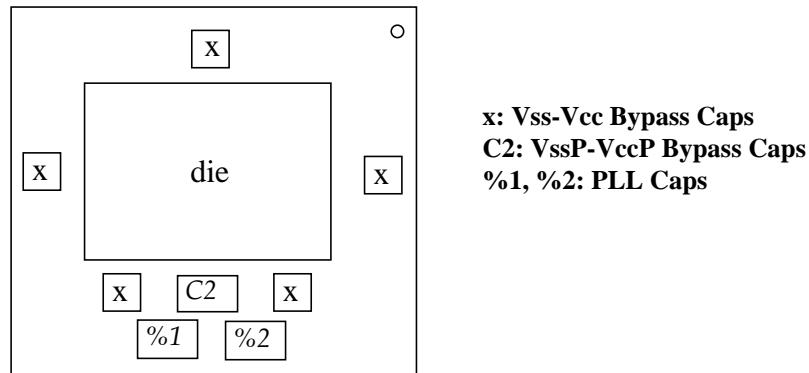 x
x: Vss-Vcc Bypass Caps
C2: VssP-VccP Bypass Caps
%1, %2: PLL Caps
x
die
x
x
C2
x
%1
%2